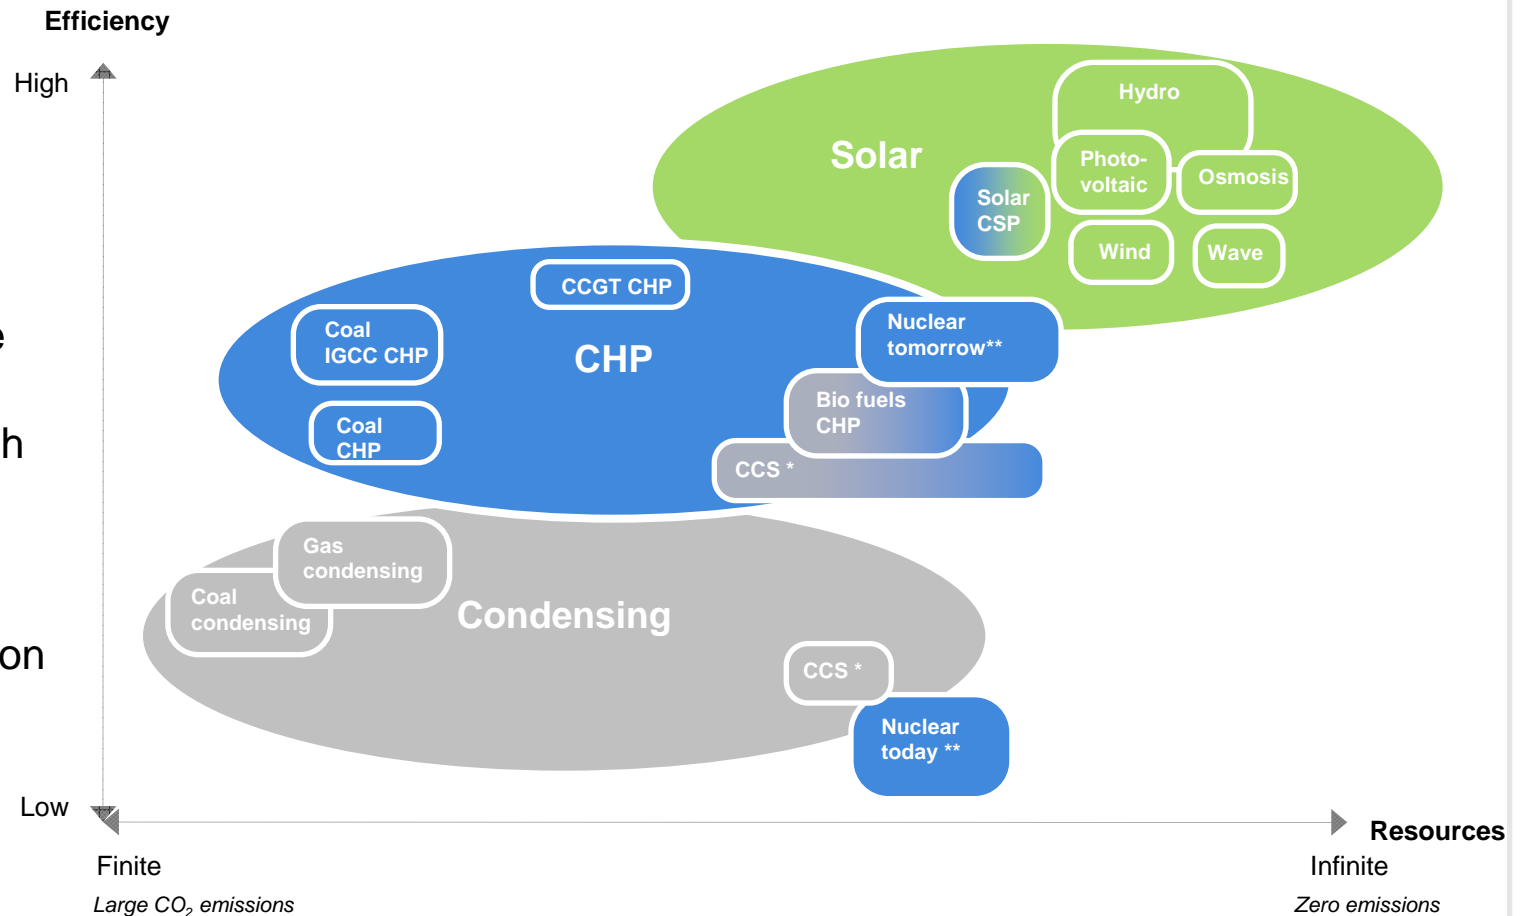 Efficiency
High
Hydro
Solar
Photo-
voltaic
Osmosis
Solar
CSP
Wind
Wave
CCGT CHP
Nuclear
tomorrow**
Coal
IGCC CHP
CHP
e
Bio fuels
CHP
Coal
CHP
h
CCS *
Gas
condensing
Coal
condensing
Condensing
on
CCS *
Nuclear
today **
Low
Resources
Finite
Infinite
Large CO₂ emissions
Zero emissions